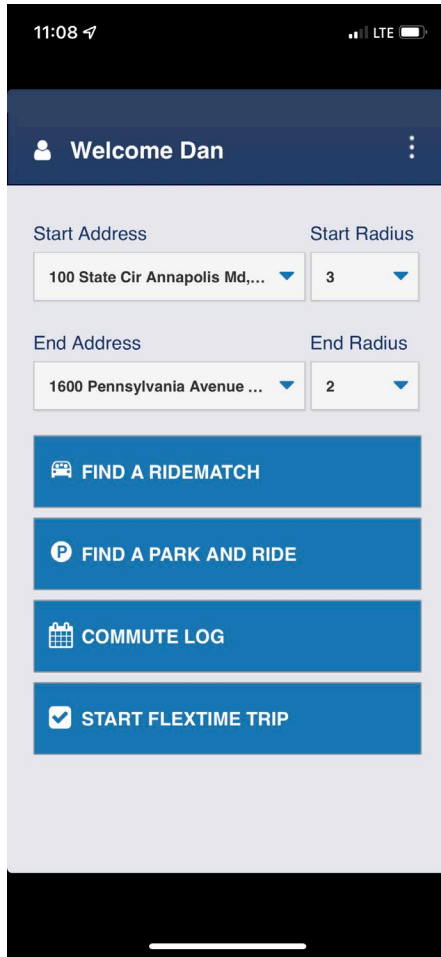 11:08
LTE
Welcome Dan
Start Address Start Radius
100 State Cir Annapolis Md,... 3
End Address End Radius
1600 Pennsylvania Avenue ... 2
FIND A RIDEMATCH
P FIND A PARK AND RIDE
COMMUTE LOG
START FLEXTIME TRIP